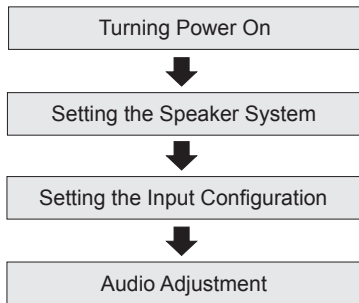 Turning Power On
Setting the Speaker System
Setting the Input Configuration
Audio Adjustment